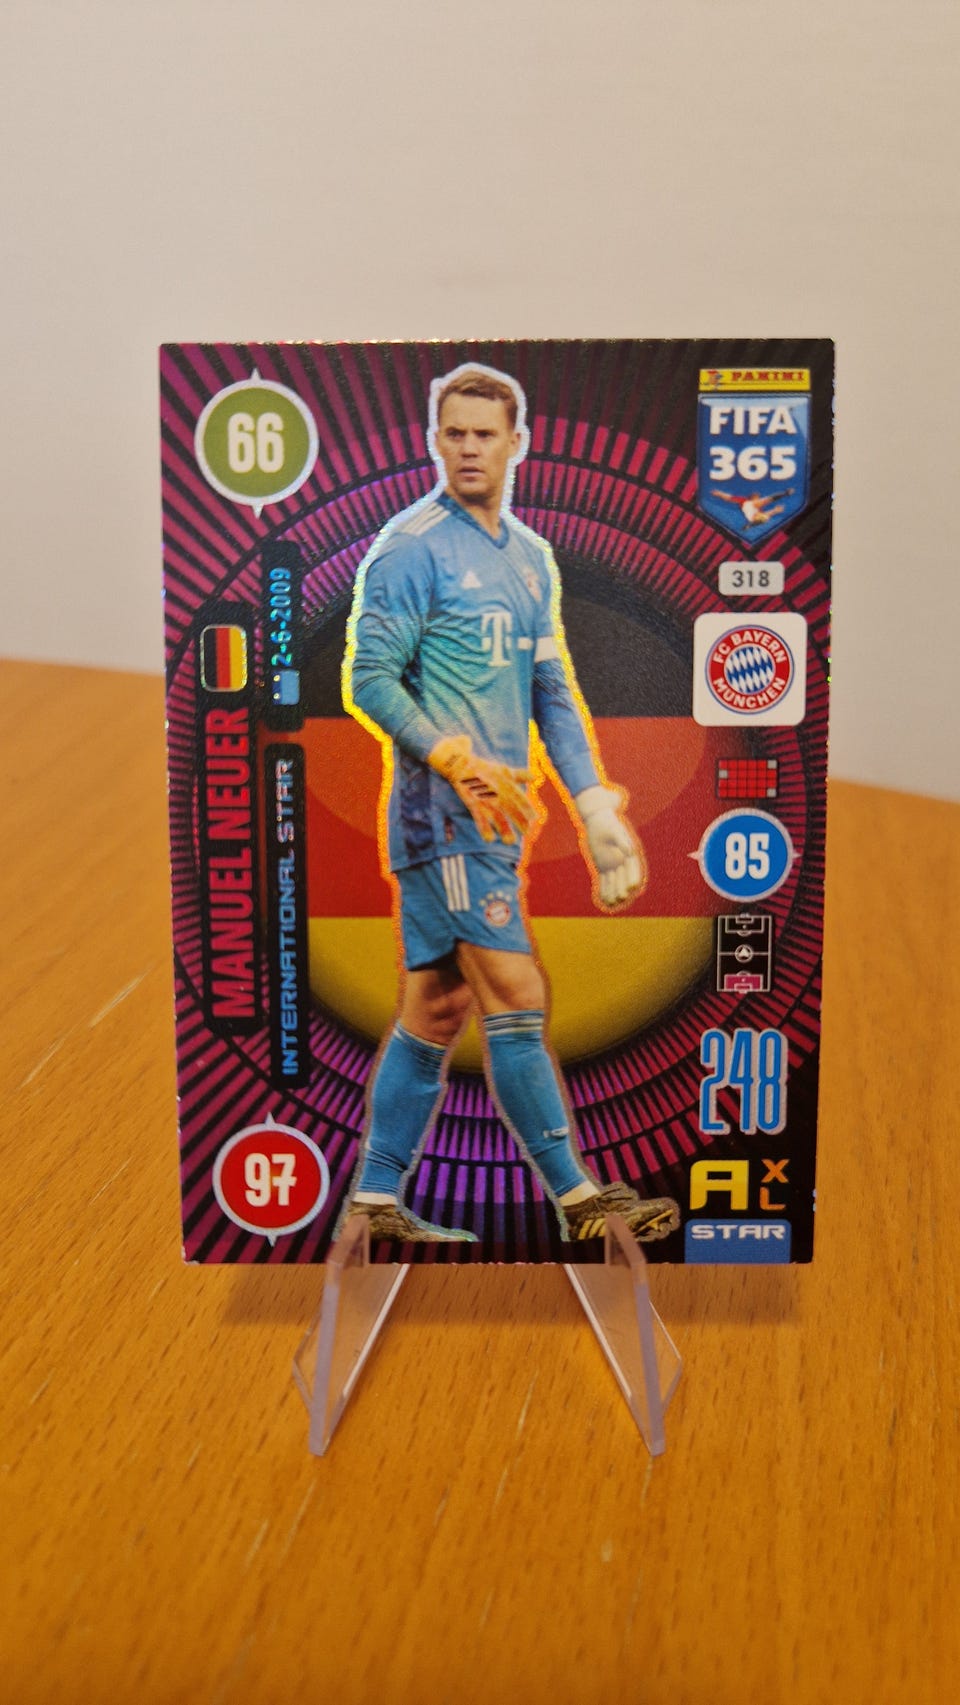 66
PANINI
FIFA
365
318
FC BAYERN
MÜNCHEN
2-6-2009
MANUEL NEUER
INTERNATIONAL STAR
T
85
248
97
A XL
STAR